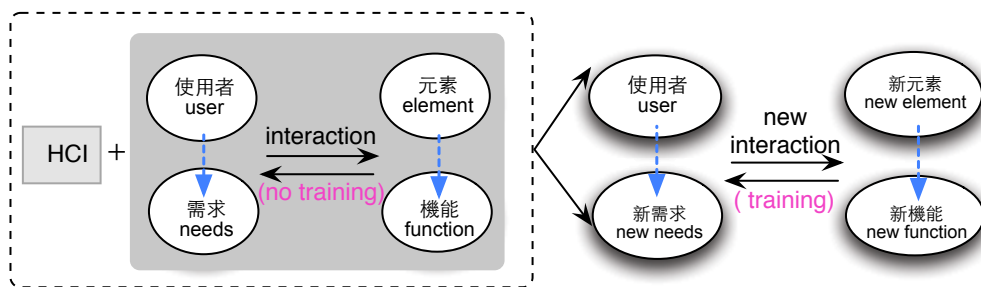 HCI
+
使用者
user
需求
needs
interaction
(no training)
元素
element
機能
function
使用者
user
新需求
new needs
new
interaction
( training)
新元素
new element
新機能
new function